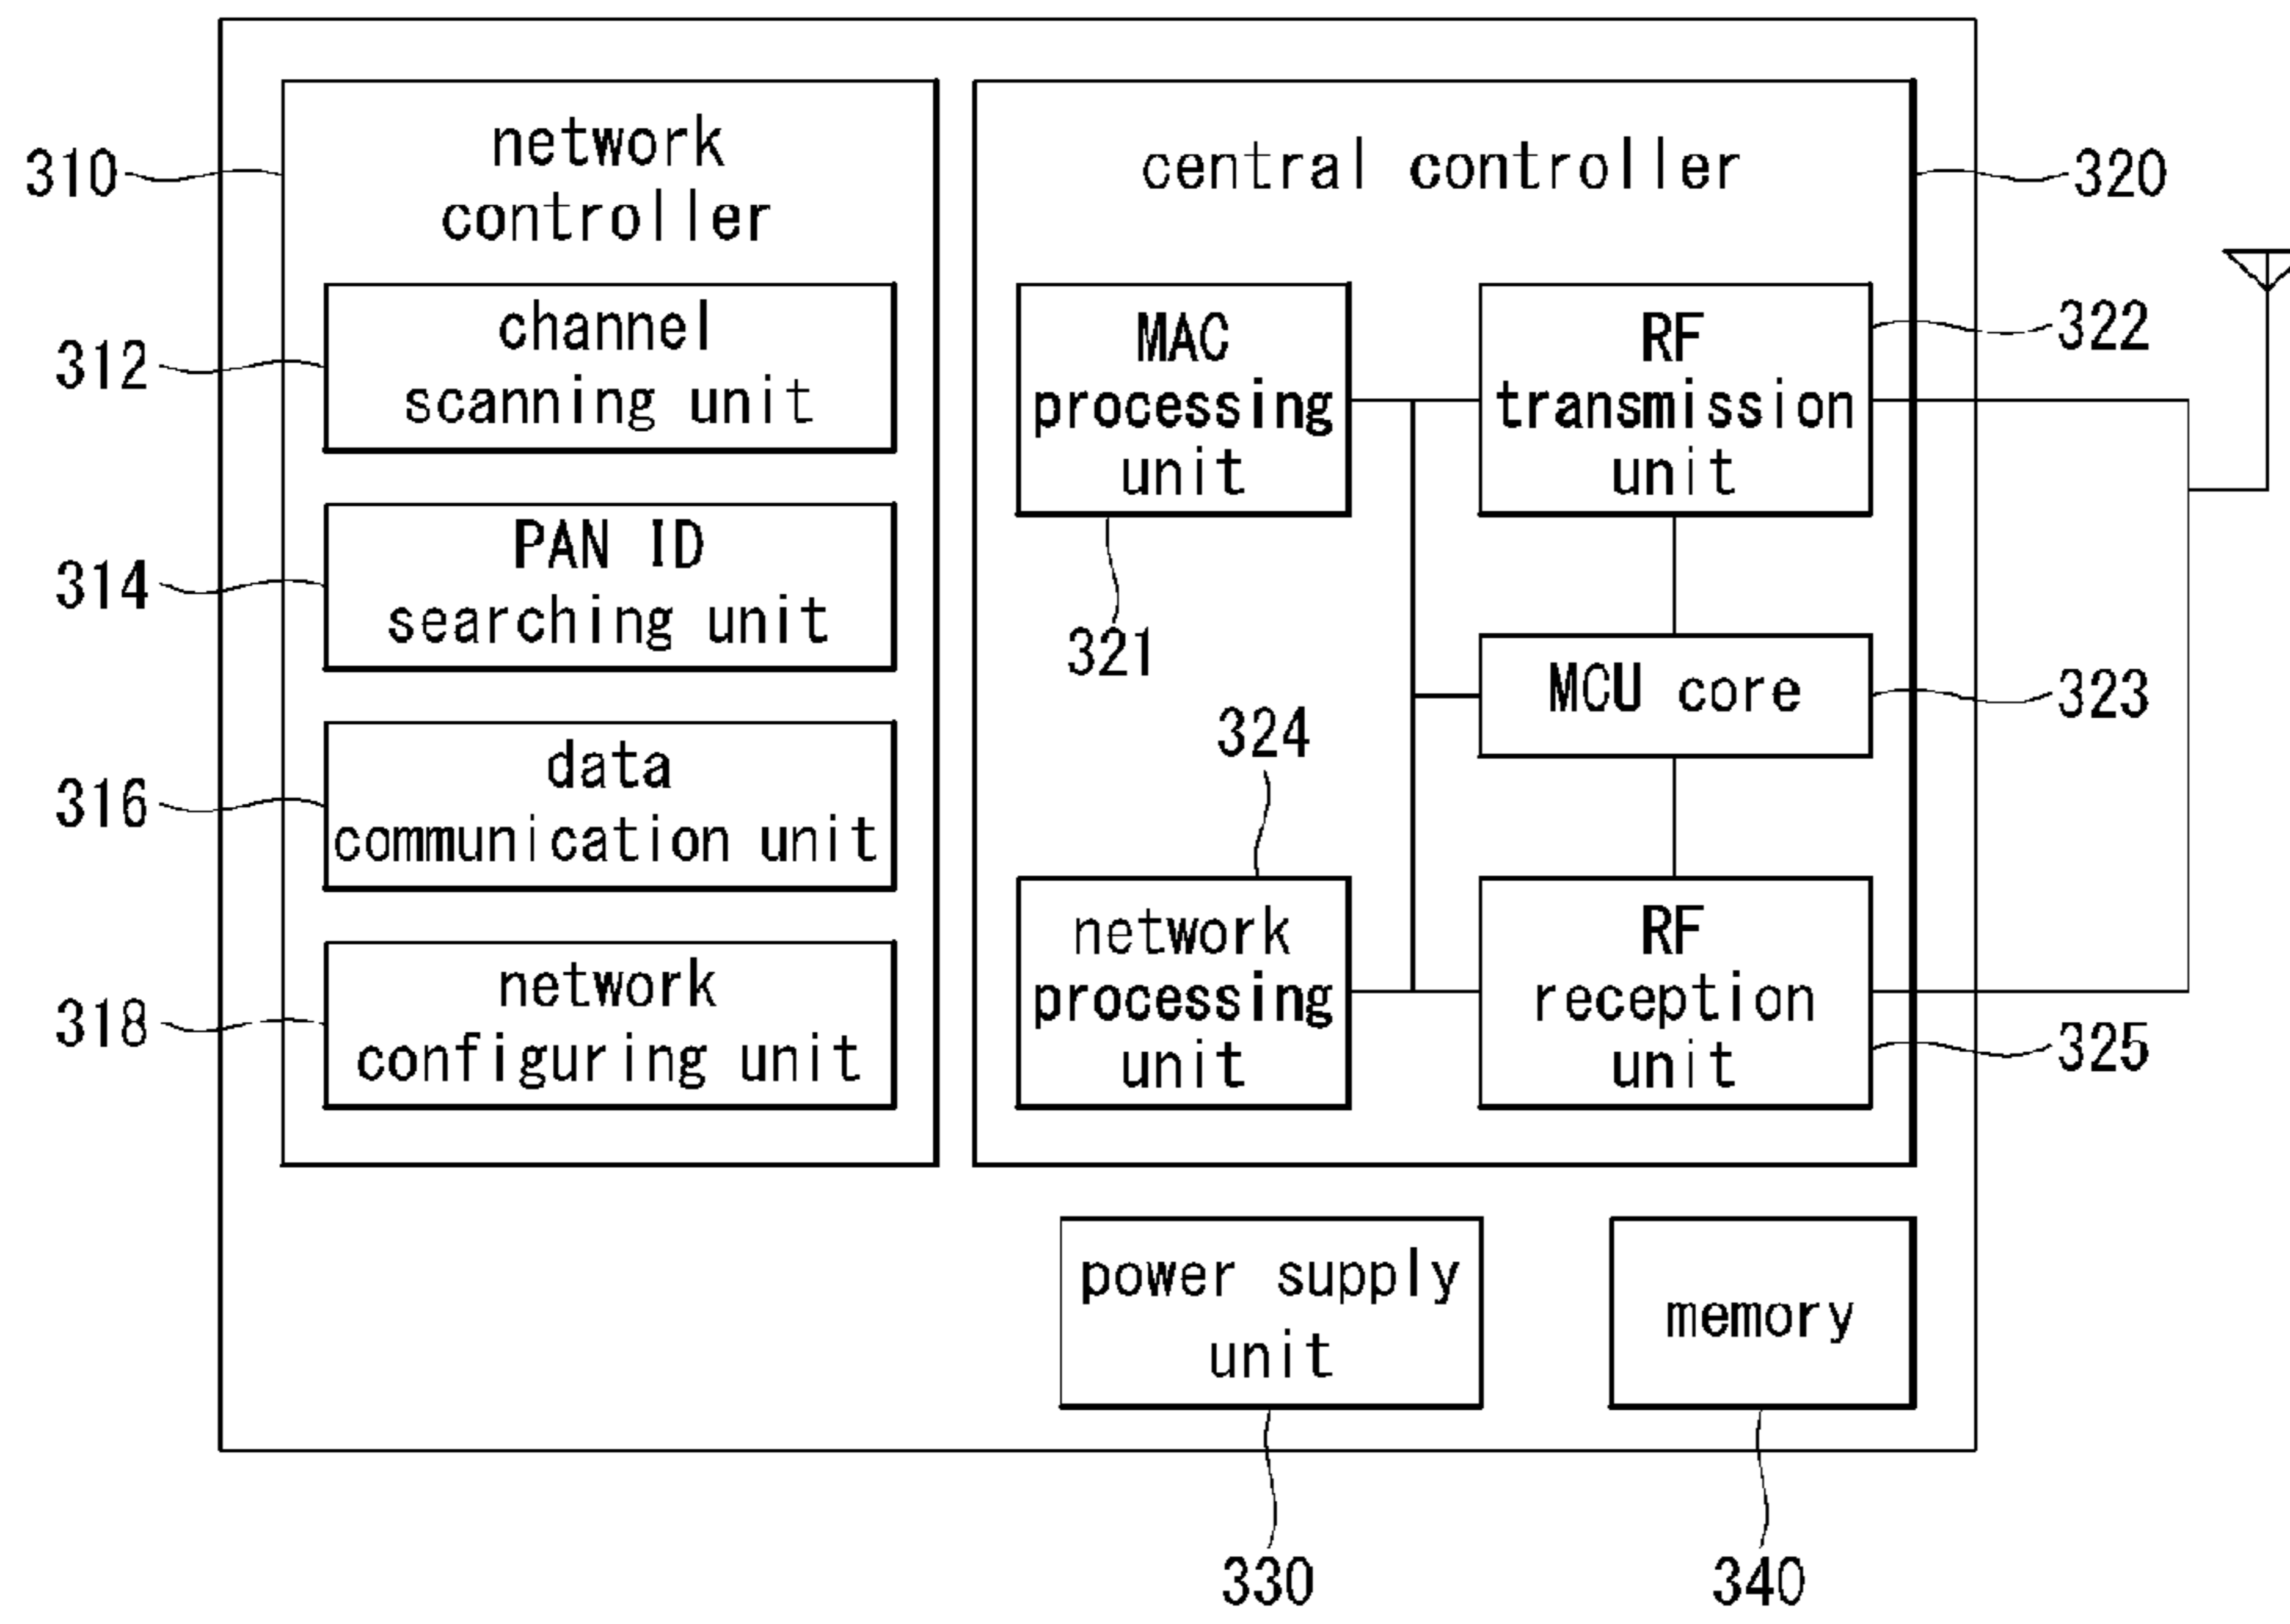 network
controller
310
channel
scanning unit
312
PAN ID
searching unit
314
data
communication unit
316
network
configuring unit
318
central controller
320
MAC
processing
unit
321
RF
transmission
unit
322
MCU core
323
324
network
processing
unit
RF
reception
unit
325
power supply
unit
330
memory
340